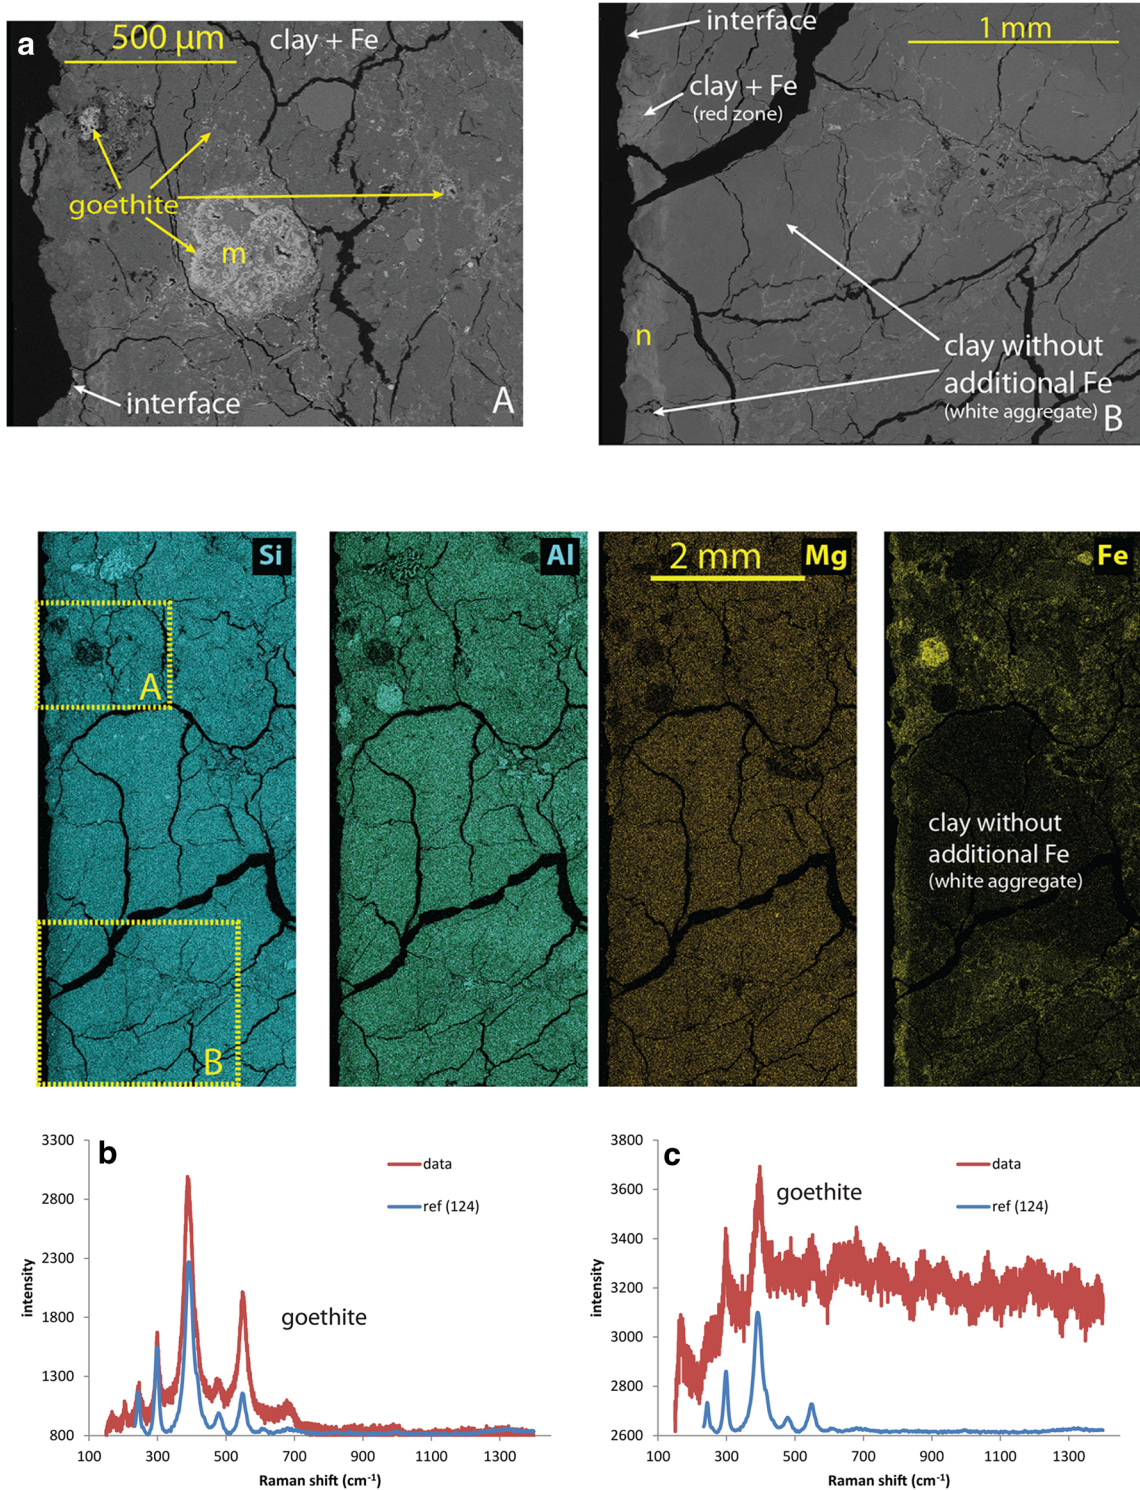 a
500 µm
clay + Fe
goethite
m
interface
A
interface
1 mm
clay + Fe
(red zone)
n
clay without
additional Fe
(white aggregate)
B
Si
A
B
Al
2 mm
Mg
Fe
clay without
additional Fe
(white aggregate)
b
3300
2800
2300
1800
1300
800
intensity
data
ref (124)
goethite
100 300 500 700 900 1100 1300
Raman shift (cm-1)
c
3800
3600
3400
3200
3000
2800
2600
intensity
goethite
data
ref (124)
100 300 500 700 900 1100 1300
Raman shift (cm-1)